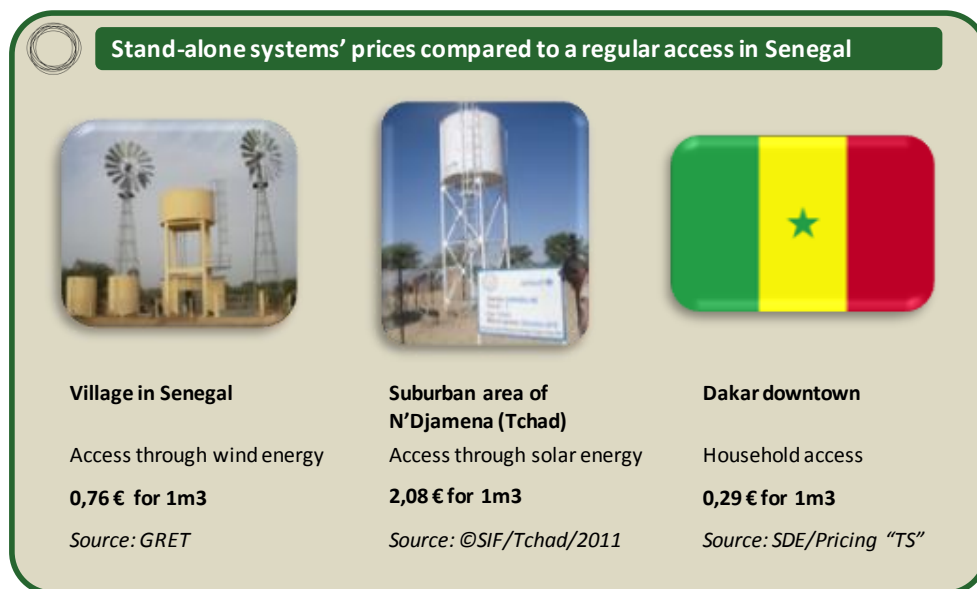 Stand-alone systems' prices compared to a regular access in Senegal
Village in Senegal
Access through wind energy
0,76 € for 1m3
Source: GRET
Suburban area of
N'Djamena (Tchad)
Access through solar energy
2,08 € for 1m3
Source: ©SIF/Tchad/2011
Dakar downtown
Household access
0,29 € for 1m3
Source: SDE/Pricing “TS”